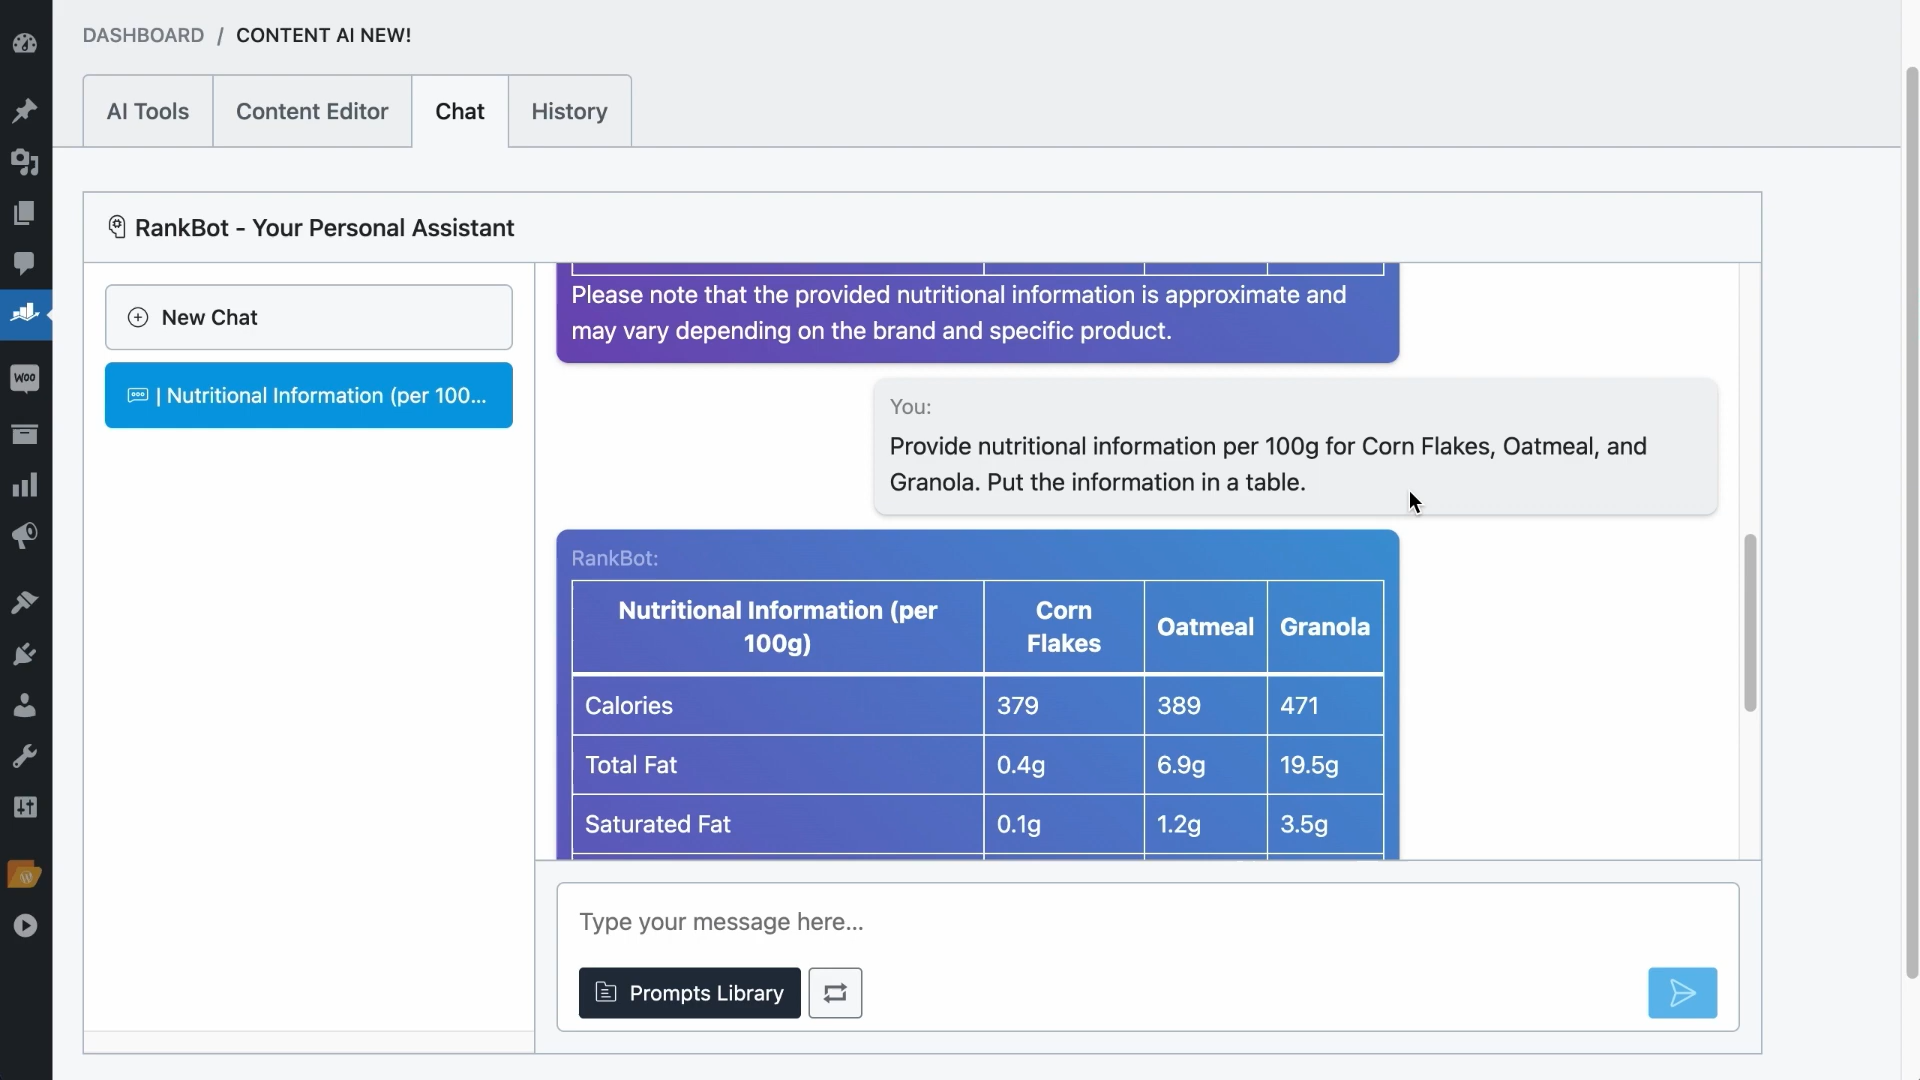 DASHBOARD / CONTENT AI NEW!
AI Tools
Content Editor
Chat
History
RankBot - Your Personal Assistant
New Chat
| Nutritional Information (per 100...
Please note that the provided nutritional information is approximate and
may vary depending on the brand and specific product.
You:
Provide nutritional information per 100g for Corn Flakes, Oatmeal, and
Granola. Put the information in a table.
RankBot:
Nutritional Information (per
100g)
Corn
Flakes
Oatmeal
Granola
Calories 379 389 471
Total Fat 0.4g 6.9g 19.5g
Saturated Fat 0.1g 1.2g 3.5g
Type your message here...
Prompts Library
WOO